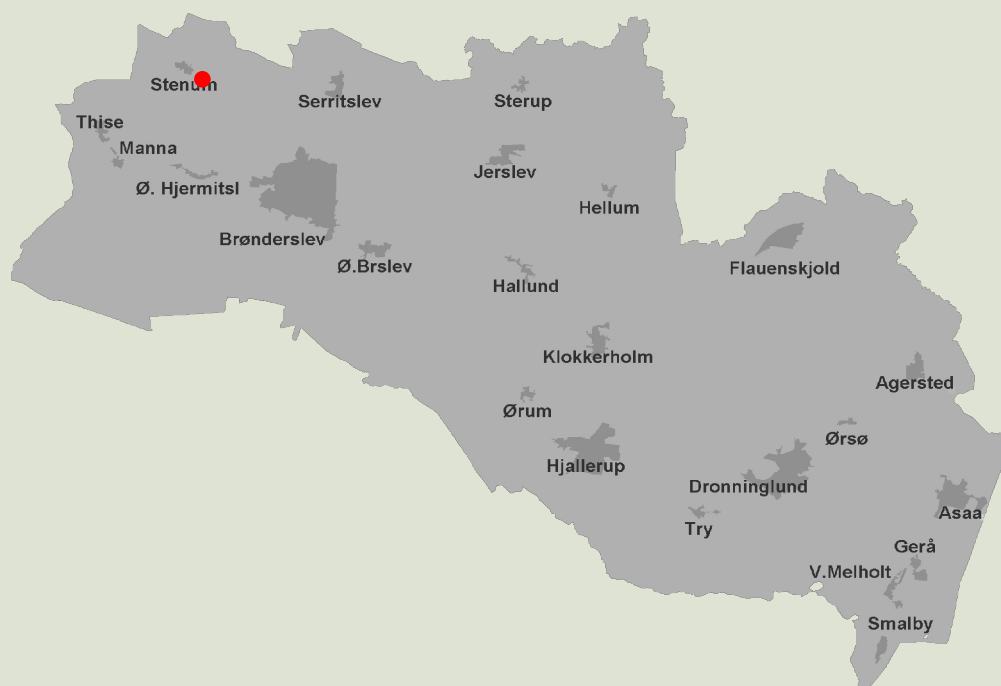 Stenum
Serritslev
Sterup
Thise
Manna
Jerslev
Ø. Hjermitsl
Hellum
Brønderslev
Ø.Brslev
Flauenskjold
Hallund
Klokkerholm
Agersted
Ørum
Ørsø
Hjallerup
Dronninglund
Asaa
Try
Gerå
V.Melholt
Smalby